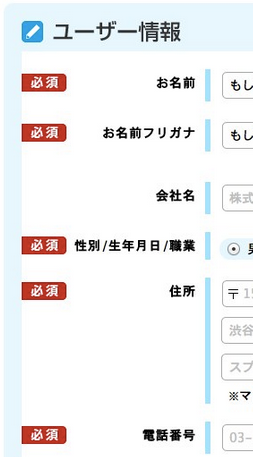 ユーザー情報
必須 お名前 もし
必須 お名前フリガナ もし
会社名 株式
必須 性別/生年月日/職業
必須 住所 〒15
渋谷
スプ
※マ
必須 電話番号 03-